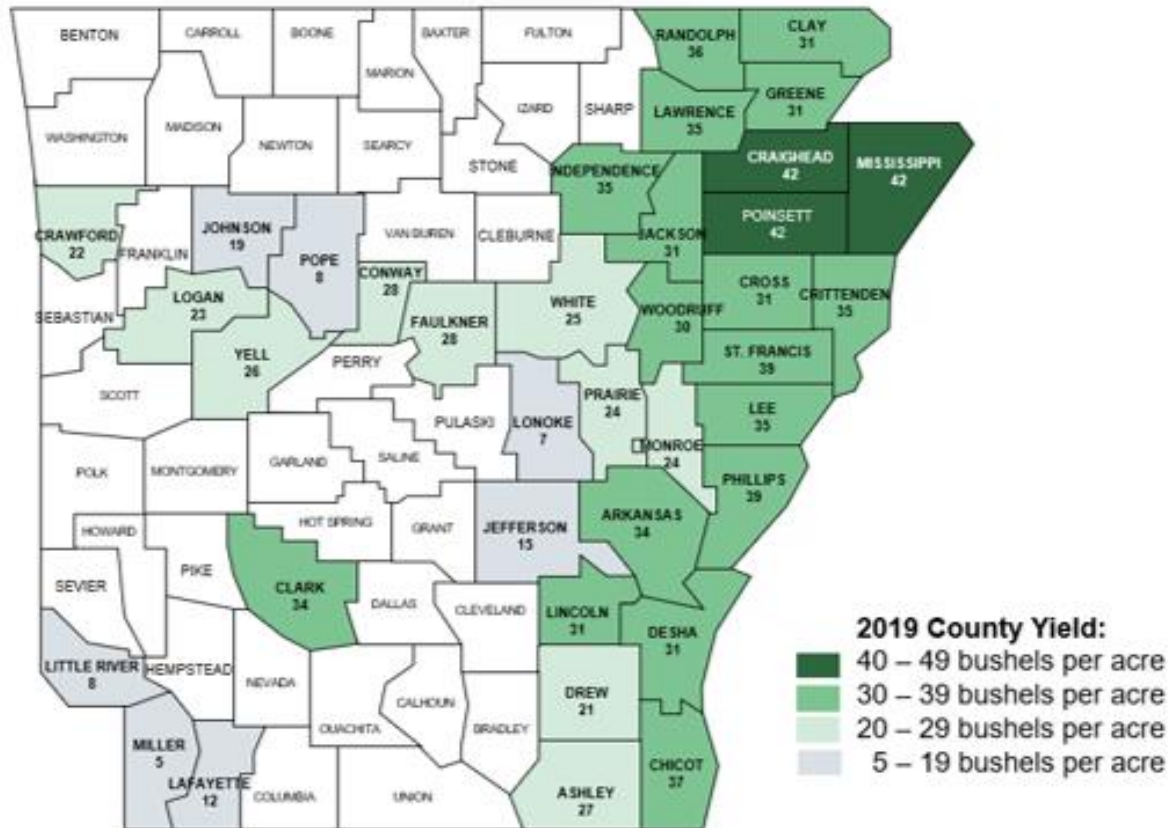 BENTON
CARROLL
BOONE
BAXTER
FULTON
RANDOLPH
36
CLAY
31
MARION
IZARD
SHARP
LAWRENCE
35
GREENE
31
WASHINGTON
MADISON
NEWTON
SEARCY
STONE
INDEPENDENCE
35
CRAIGHEAD
42
MISSISSIPPI
42
CRAWFORD
22
FRANKLIN
JOHNSON
19
POPE
8
VAN BUREN
CLEBURNE
JACKSON
31
POINSETT
42
CONWAY
28
LOGAN
23
SEBASTIAN
FAULKNER
28
WHITE
25
WOODRUFF
30
CROSS
31
CRITTENDEN
35
YELL
26
PERRY
ST. FRANCIS
39
SCOTT
PULASKI
LONOKE
7
PRAIRIE
24
MONROE
24
LEE
35
POLK
MONTGOMERY
GARLAND
SALINE
PHILLIPS
39
HOT SPRING
GRANT
JEFFERSON
15
ARKANSAS
34
HOWARD
PIKE
SEVIER
CLARK
34
DALLAS
CLEVELAND
LINCOLN
31
DESHA
31
LITTLE RIVER
8
HEMPSTEAD
NEVADA
OUACHITA
CALHOUN
BRADLEY
DREW
21
MILLER
5
LAFAYETTE
12
COLUMBIA
UNION
ASHLEY
27
CHICOT
37
2019 County Yield:
40 – 49 bushels per acre
30 – 39 bushels per acre
20 – 29 bushels per acre
5 – 19 bushels per acre